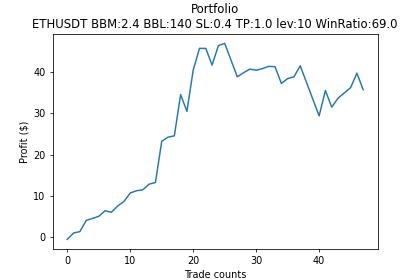 Portfolio
ETHUSDT BBM:2.4 BBL:140 SL:0.4 TP:1.0 lev:10 WinRatio:69.0
Profit ($)
40
30
20
10
0
0 10 20 30 40
Trade counts